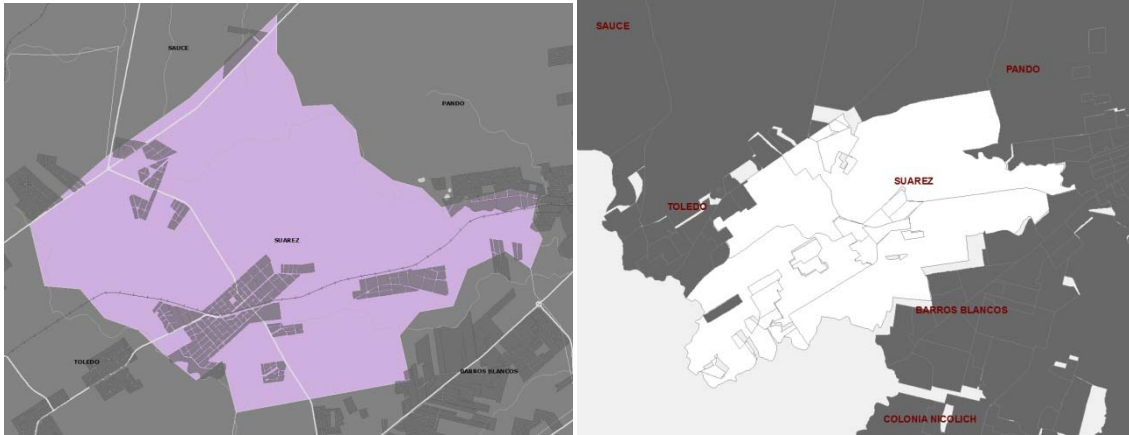 SAUCE
PANDO
SUAREZ
TOLEDO
BARROS BLANCOS
SAUCE
PANDO
SUAREZ
TOLEDO
BARROS BLANCOS
COLONIA NICOLICH